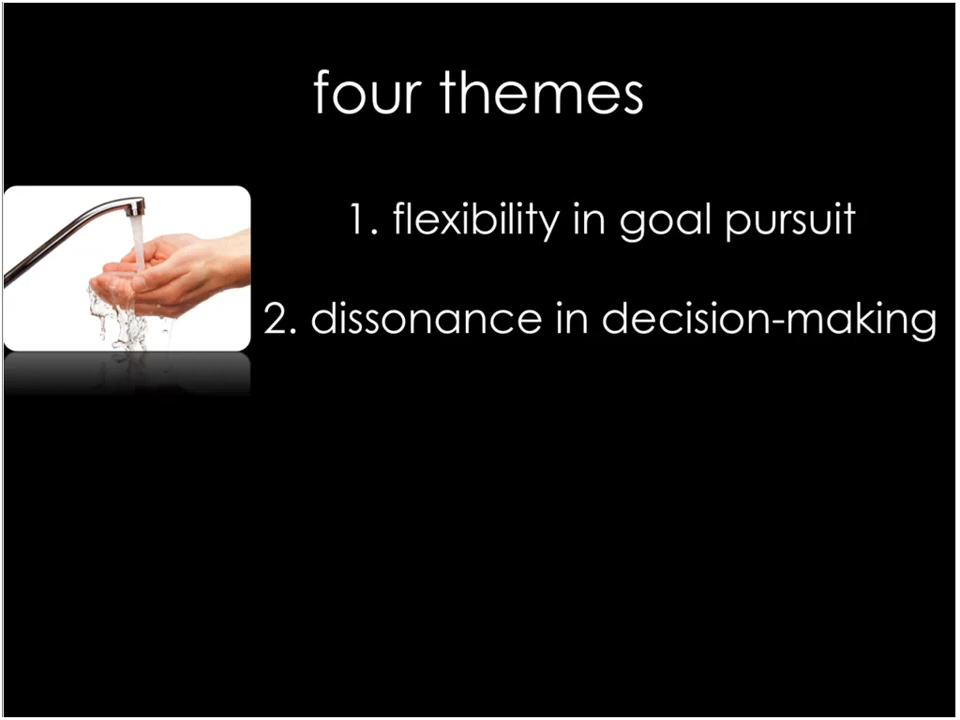 four themes
1. flexibility in goal pursuit
2. dissonance in decision-making